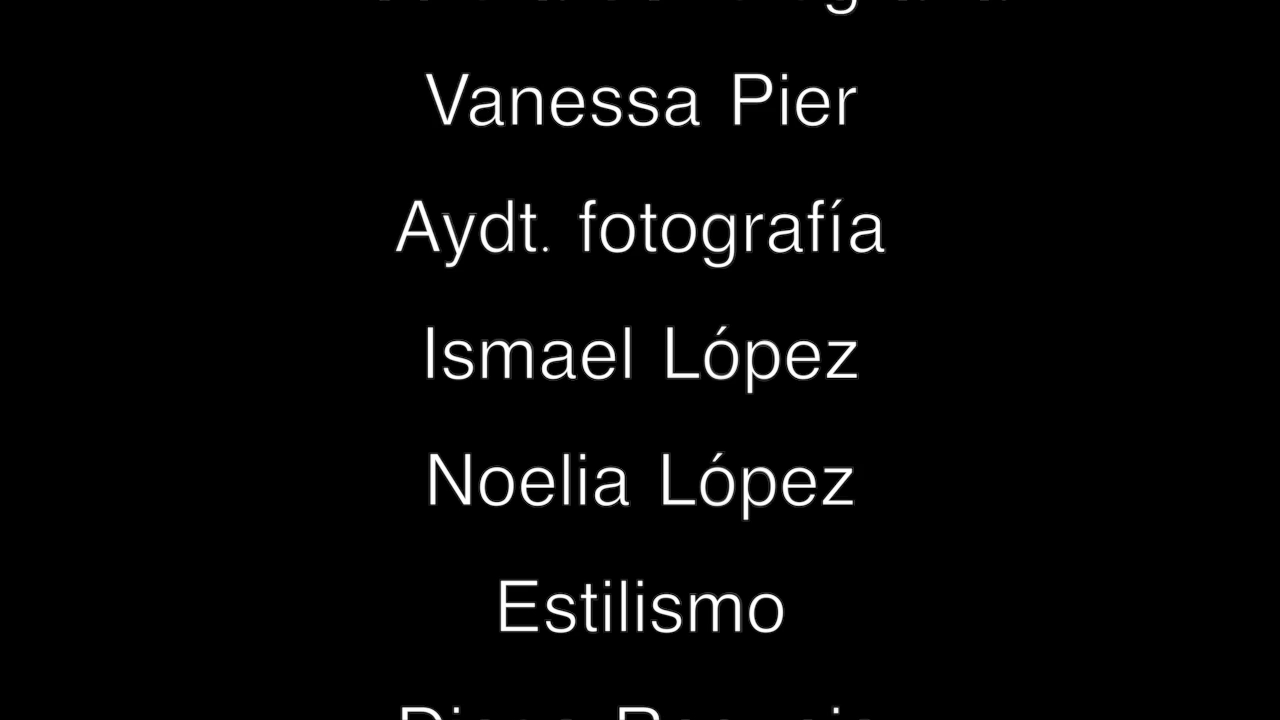 Vanessa Pier
Aydt. fotografía
Ismael López
Noelia López
Estilismo